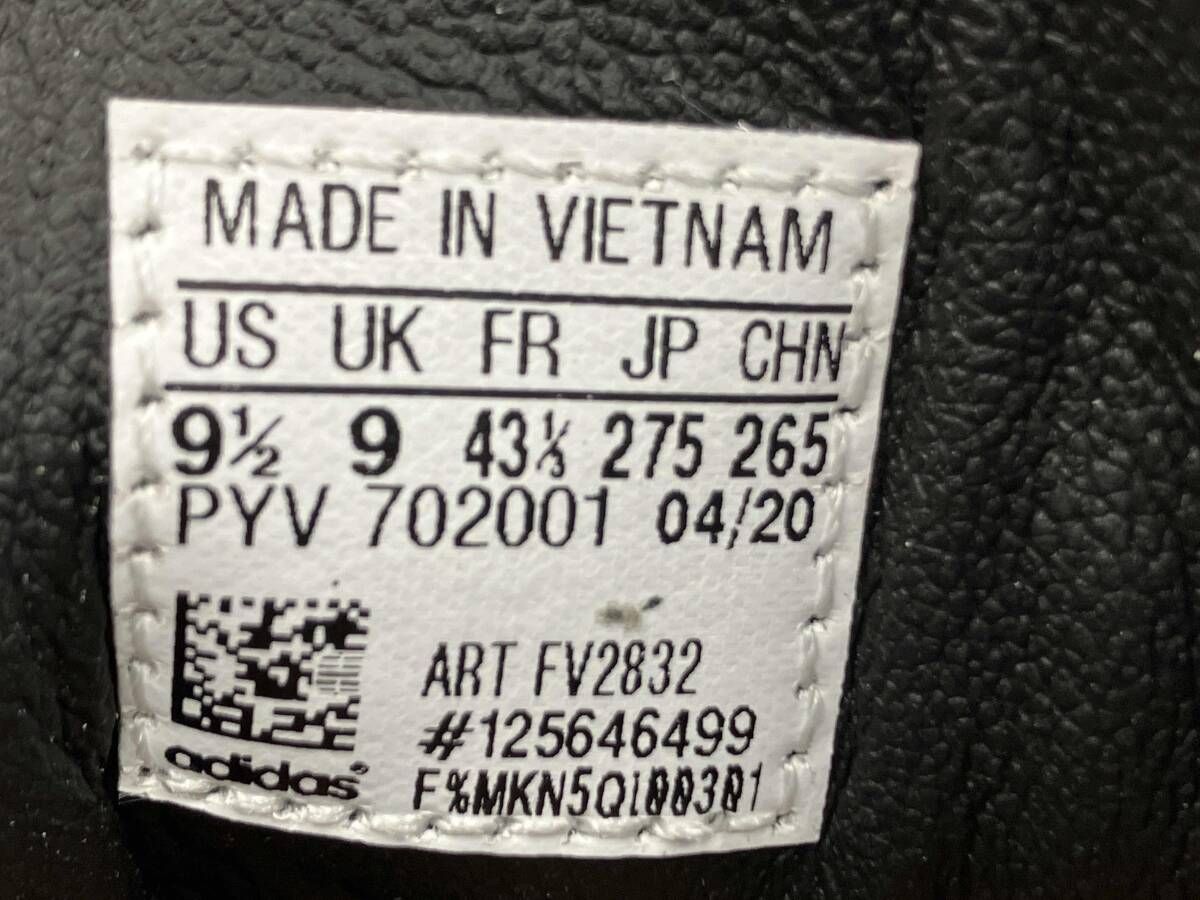 MADE IN VIETNAM
US UK FR JP CHN
9½ 9 43⅓ 275 265
PYV 702001 04/20
ART FV2832
#125646499
adidas